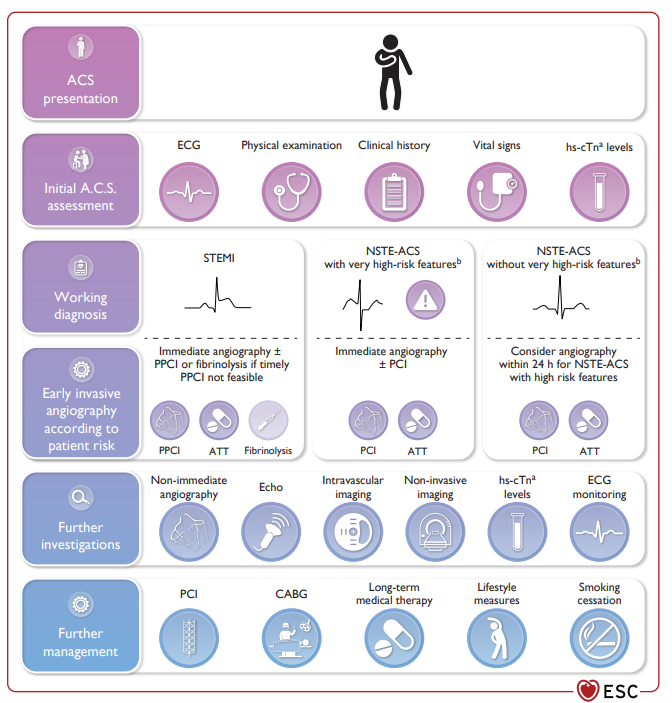 ACS
presentation
Initial A.C.S.
assessment
ECG
Physical examination
Clinical history
Vital signs
hs-cTnᵃ levels
Working
diagnosis
STEMI
NSTE-ACS
with very high-risk featuresᵇ
NSTE-ACS
without very high-risk featuresᵇ
Early invasive
angiography
according to
patient risk
Immediate angiography ±
PPCI or fibrinolysis if timely
PPCI not feasible
PPCI
ATT
Fibrinolysis
Immediate angiography
± PCI
PCI
ATT
Consider angiography
within 24 h for NSTE-ACS
with high risk features
PCI
ATT
Further
investigations
Non-immediate
angiography
Echo
Intravascular
imaging
Non-invasive
imaging
hs-cTnᵃ
levels
ECG
monitoring
Further
management
PCI
CABG
Long-term
medical therapy
Lifestyle
measures
Smoking
cessation
ESC